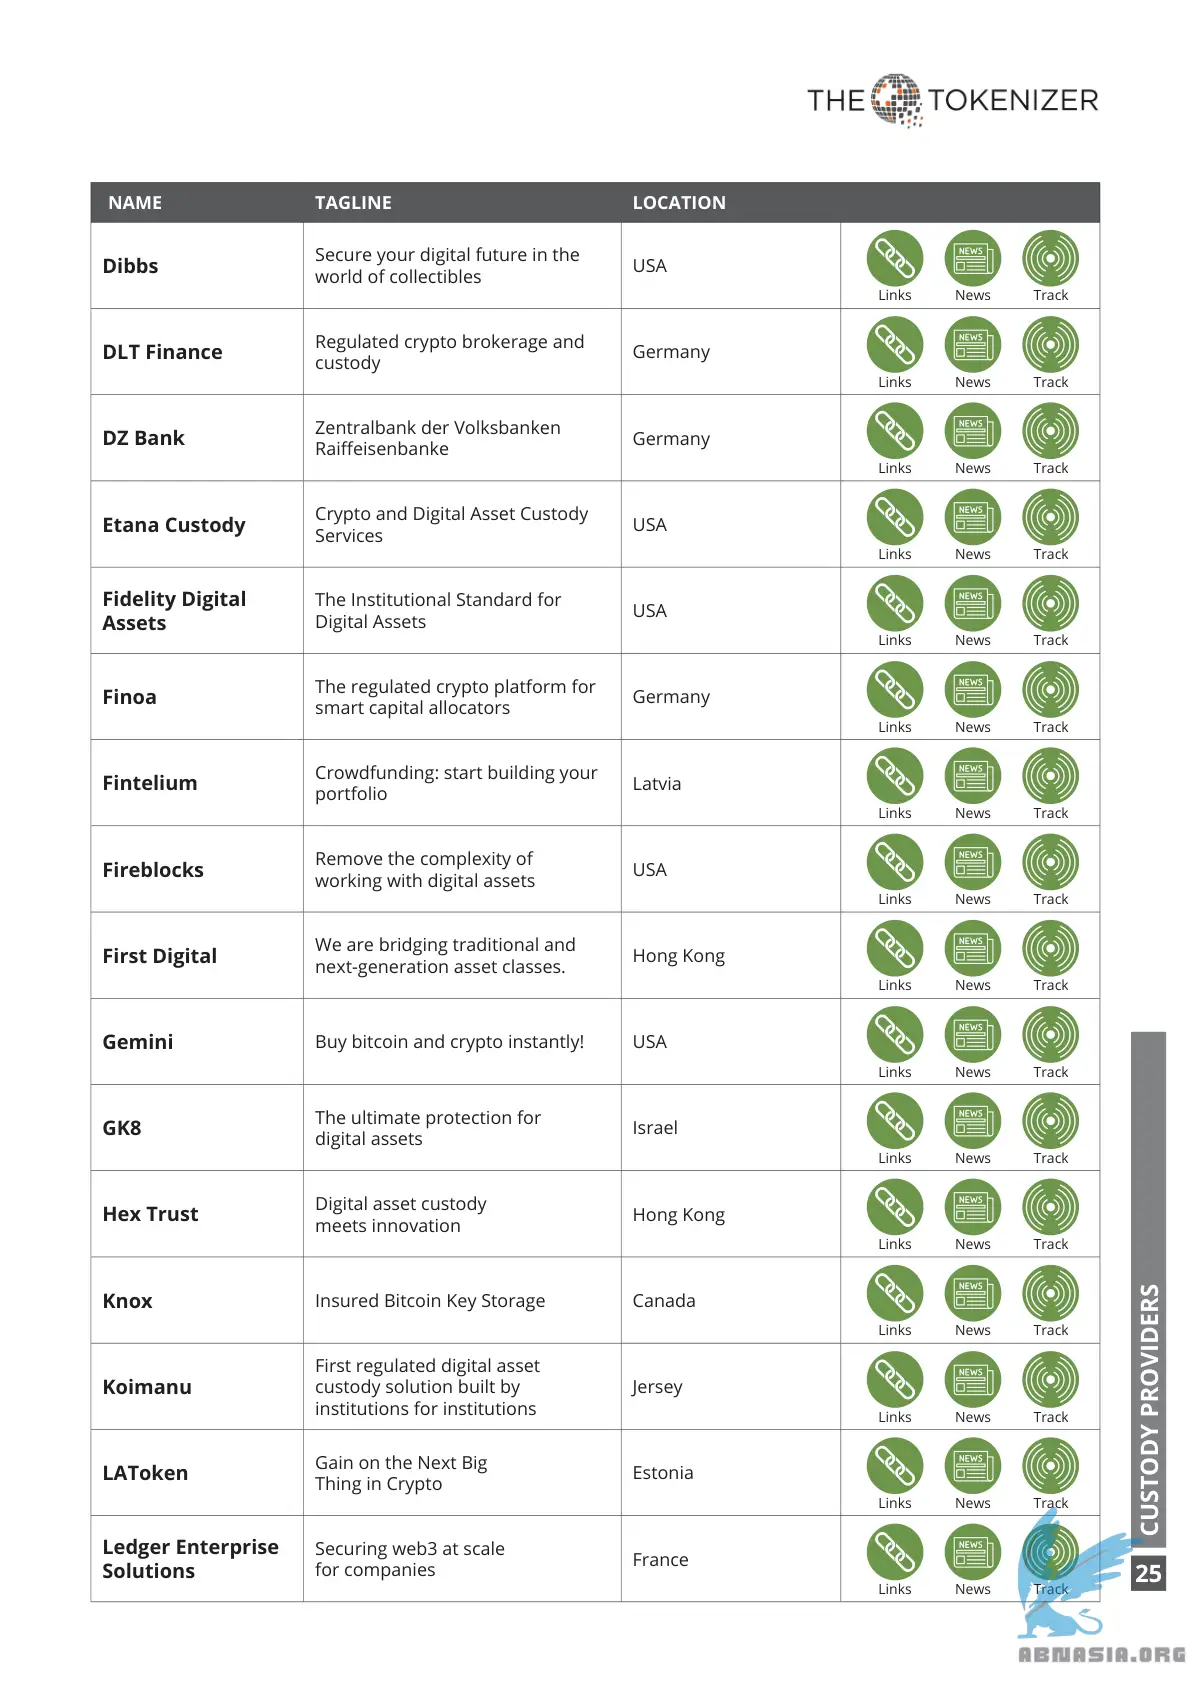 THE TOKENIZER
NAME TAGLINE LOCATION
Dibbs
Secure your digital future in the
world of collectibles
USA
Links News Track
DLT Finance
Regulated crypto brokerage and
custody
Germany
Links News Track
DZ Bank
Zentralbank der Volksbanken
Raiffeisenbanke
Germany
Links News Track
Etana Custody
Crypto and Digital Asset Custody
Services
USA
Links News Track
Fidelity Digital
Assets
The Institutional Standard for
Digital Assets
USA
Links News Track
Finoa
The regulated crypto platform for
smart capital allocators
Germany
Links News Track
Fintelium
Crowdfunding: start building your
portfolio
Latvia
Links News Track
Fireblocks
Remove the complexity of
working with digital assets
USA
Links News Track
First Digital
We are bridging traditional and
next-generation asset classes.
Hong Kong
Links News Track
Gemini
Buy bitcoin and crypto instantly!
USA
Links News Track
GK8
The ultimate protection for
digital assets
Israel
Links News Track
Hex Trust
Digital asset custody
meets innovation
Hong Kong
Links News Track
Knox
Insured Bitcoin Key Storage
Canada
Links News Track
Koimanu
First regulated digital asset
custody solution built by
institutions for institutions
Jersey
Links News Track
LAToken
Gain on the Next Big
Thing in Crypto
Estonia
Links News Track
Ledger Enterprise
Solutions
Securing web3 at scale
for companies
France
Links News Track
CUSTODY PROVIDERS
25
ABNASIA.ORG